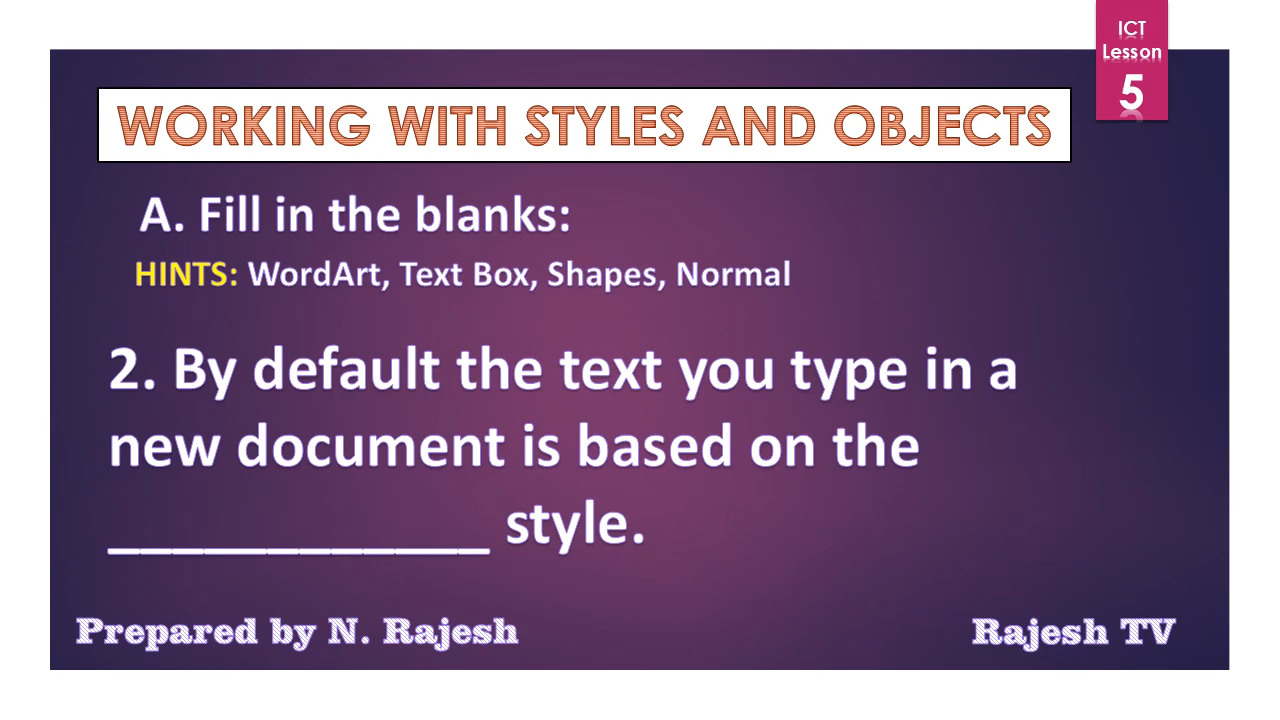 ICT
Lesson
5
WORKING WITH STYLES AND OBJECTS
A. Fill in the blanks:
HINTS: WordArt, Text Box, Shapes, Normal
2. By default the text you type in a
new document is based on the
____________ style.
Prepared by N. Rajesh
Rajesh TV